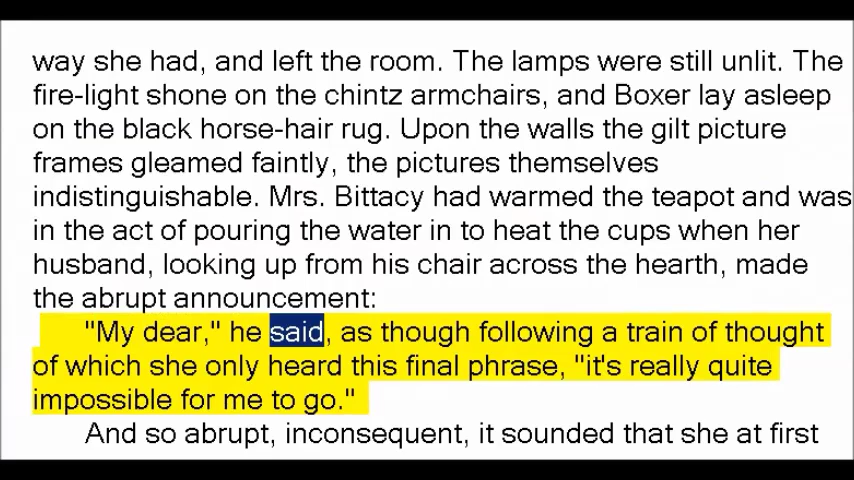 way she had, and left the room. The lamps were still unlit. The
fire-light shone on the chintz armchairs, and Boxer lay asleep
on the black horse-hair rug. Upon the walls the gilt picture
frames gleamed faintly, the pictures themselves
indistinguishable. Mrs. Bittacy had warmed the teapot and was
in the act of pouring the water in to heat the cups when her
husband, looking up from his chair across the hearth, made
the abrupt announcement:
"My dear," he said, as though following a train of thought
of which she only heard this final phrase, "it's really quite
impossible for me to go."
And so abrupt, inconsequent, it sounded that she at first